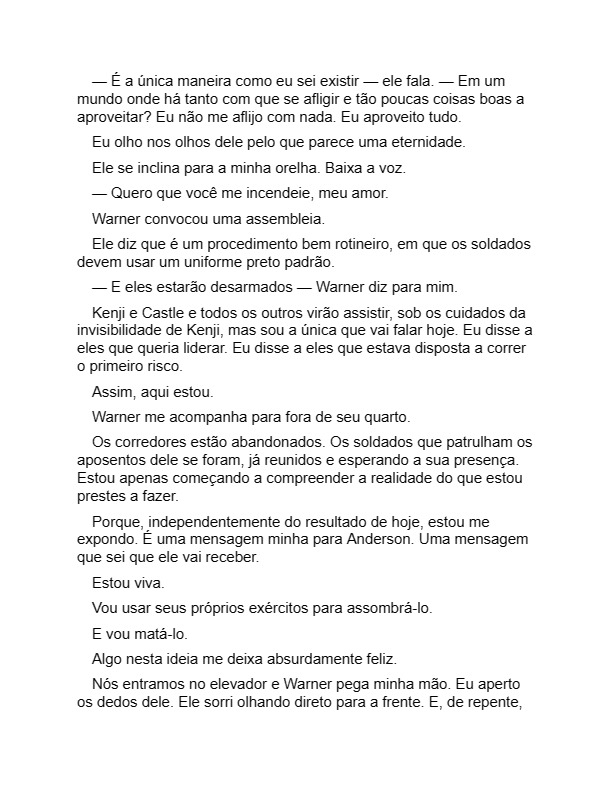 — É a única maneira como eu sei existir — ele fala. — Em um
mundo onde há tanto com que se afligir e tão poucas coisas boas a
aproveitar? Eu não me aflijo com nada. Eu aproveito tudo.
Eu olho nos olhos dele pelo que parece uma eternidade.
Ele se inclina para a minha orelha. Baixa a voz.
— Quero que você me incendeie, meu amor.
Warner convocou uma assembleia.
Ele diz que é um procedimento bem rotineiro, em que os soldados
devem usar um uniforme preto padrão.
— E eles estarão desarmados — Warner diz para mim.
Kenji e Castle e todos os outros virão assistir, sob os cuidados da
invisibilidade de Kenji, mas sou a única que vai falar hoje. Eu disse a
eles que queria liderar. Eu disse a eles que estava disposta a correr
o primeiro risco.
Assim, aqui estou.
Warner me acompanha para fora de seu quarto.
Os corredores estão abandonados. Os soldados que patrulham os
aposentos dele se foram, já reunidos e esperando a sua presença.
Estou apenas começando a compreender a realidade do que estou
prestes a fazer.
Porque, independentemente do resultado de hoje, estou me
expondo. É uma mensagem minha para Anderson. Uma mensagem
que sei que ele vai receber.
Estou viva.
Vou usar seus próprios exércitos para assombrá-lo.
E vou matá-lo.
Algo nesta ideia me deixa absurdamente feliz.
Nós entramos no elevador e Warner pega minha mão. Eu aperto
os dedos dele. Ele sorri olhando direto para a frente. E, de repente,